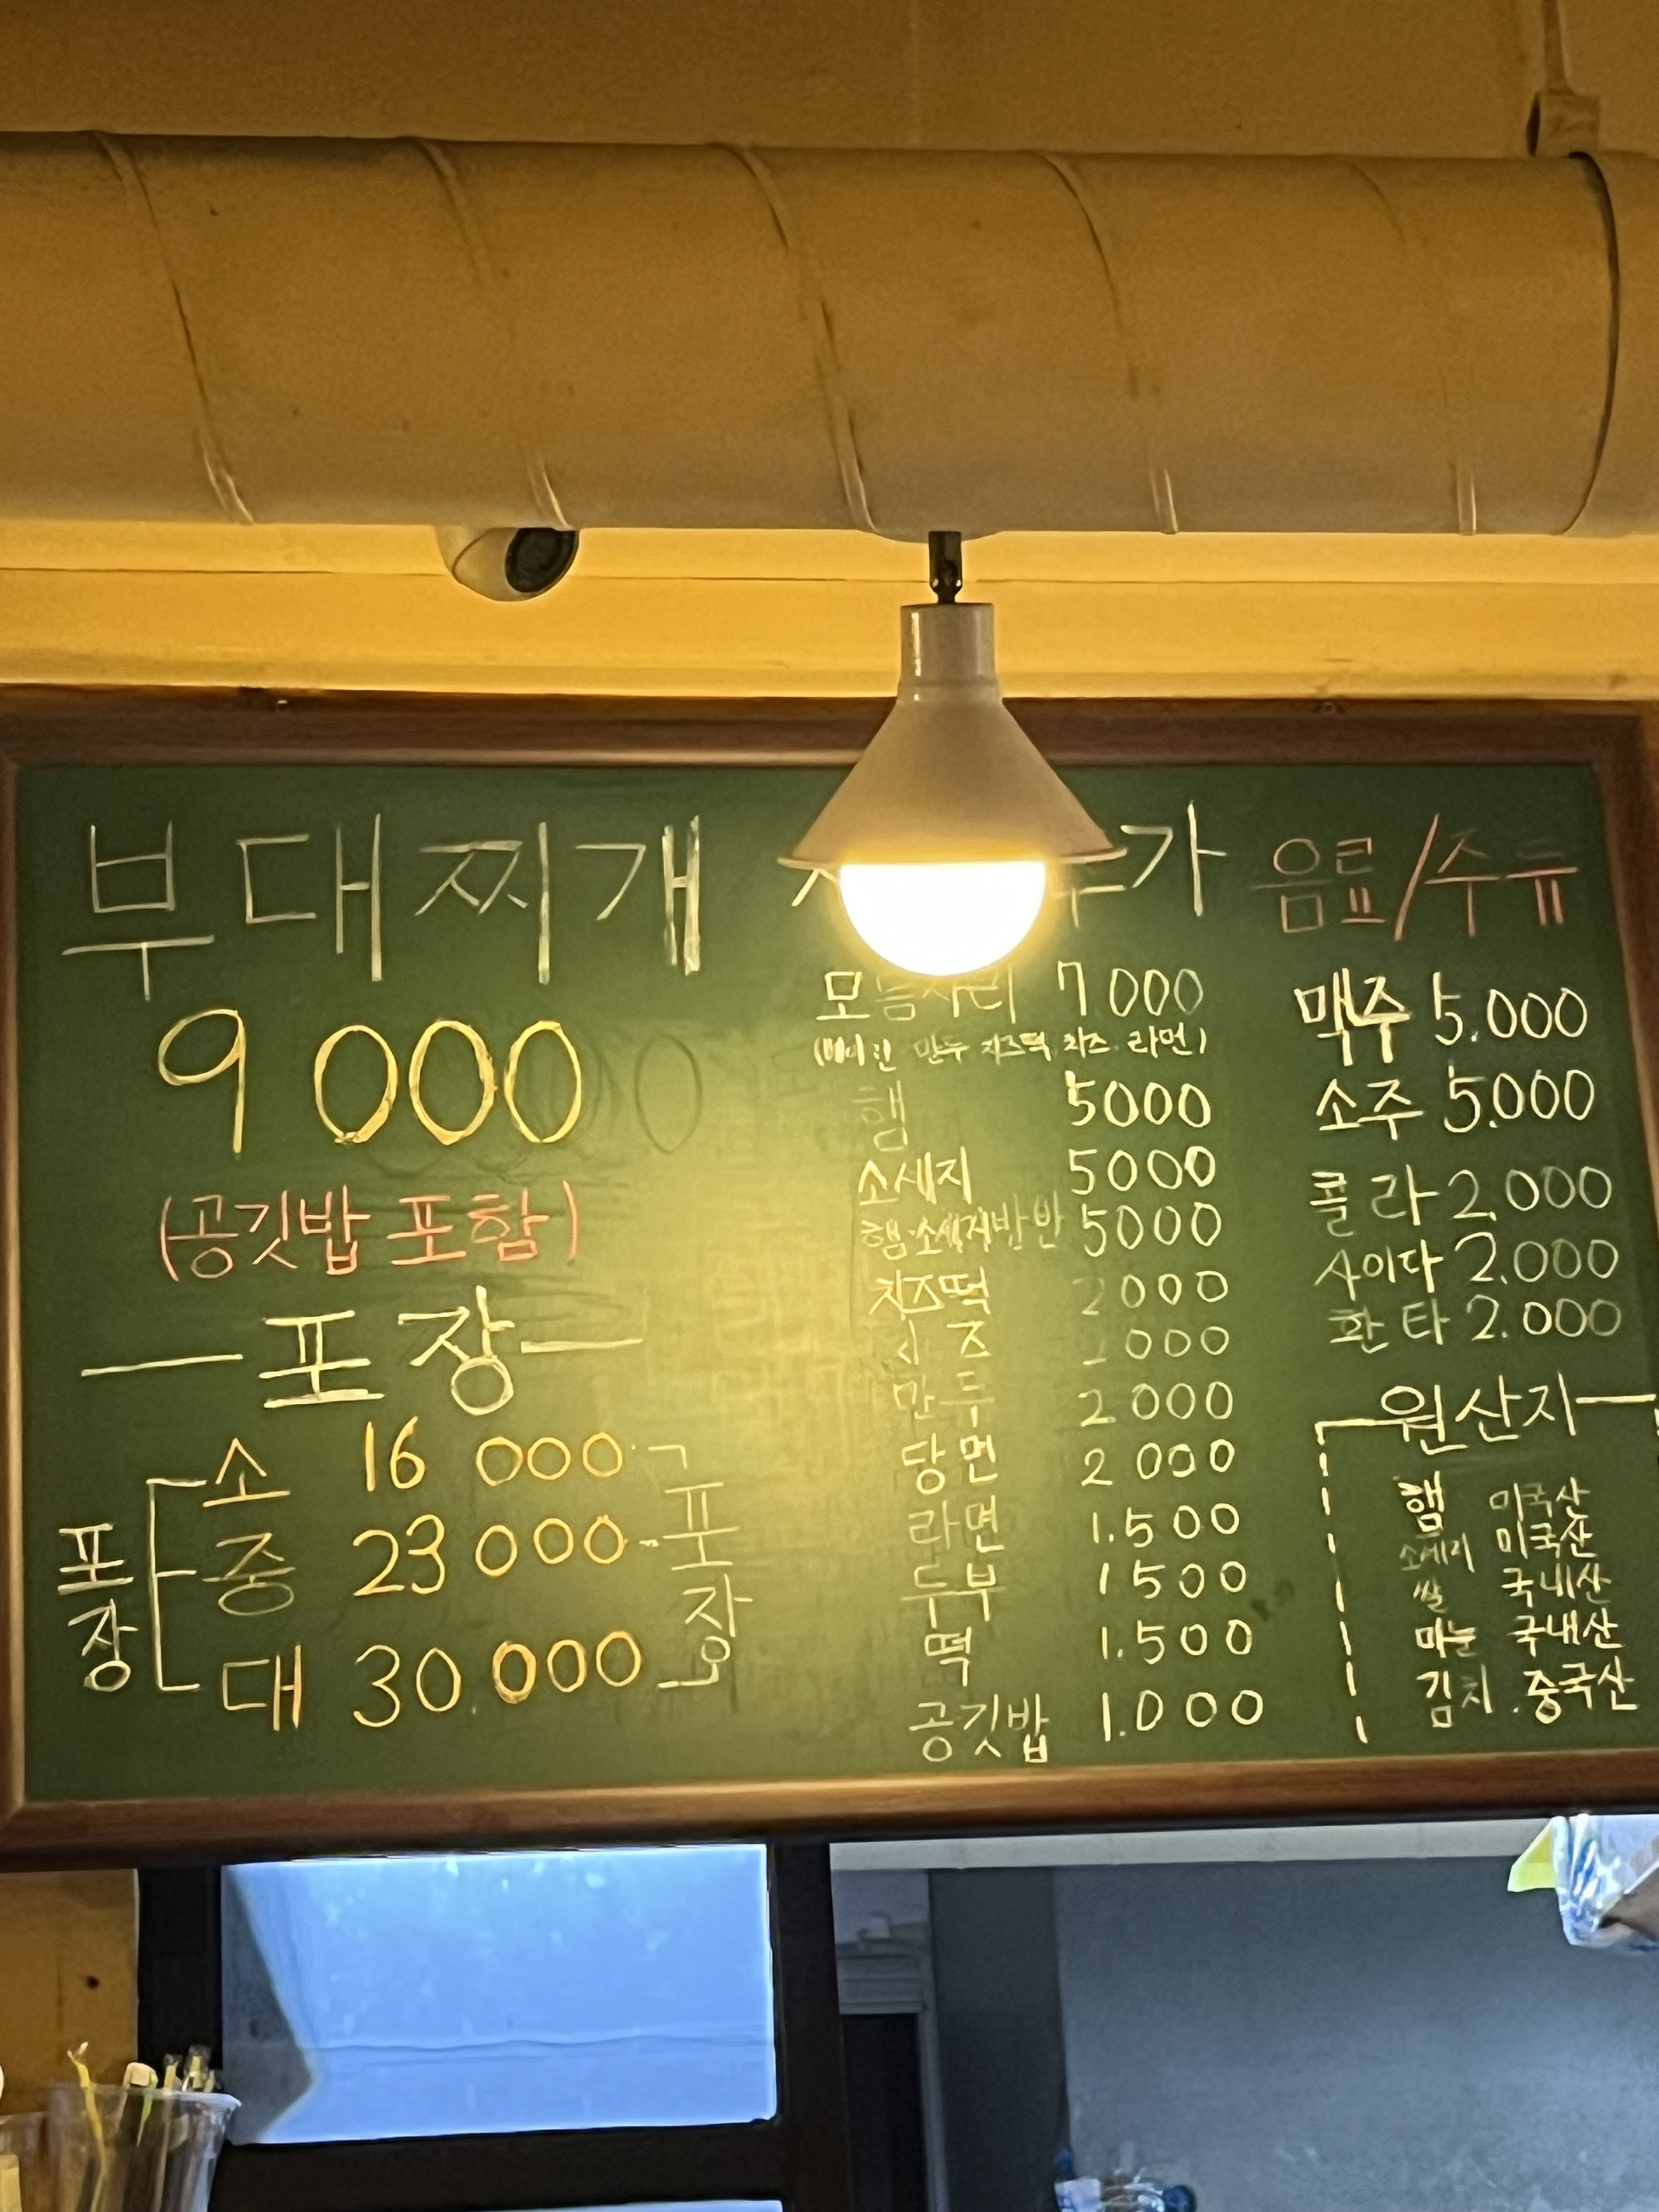 부대찌개
9 000
(공깃밥 포함)
포장
포장
소 16 000
중 23 000
대 30.000
포장
가
모듬사리 7.000
(베이컨 만두 치즈떡 치즈 라면)
햄 5000
소세지 5000
햄·소세지반반 5000
치즈떡 2000
치즈 000
만두 2.000
당면 2 000
라면 1.500
두부 1500
떡 1.500
공깃밥 1.000
음료/주류
맥주 5.000
소주 5.000
콜라 2.000
사이다 2.000
환타 2.000
원산지
햄 미국산
소세지 미국산
쌀 국내산
마늘 국내산
김치 중국산